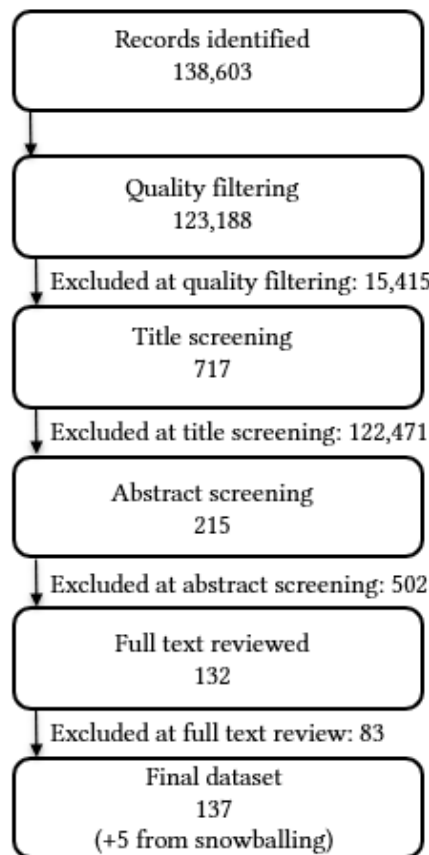 Records identified
138,603
Quality filtering
123,188
Excluded at quality filtering: 15,415
Title screening
717
Excluded at title screening: 122,471
Abstract screening
215
Excluded at abstract screening: 502
Full text reviewed
132
Excluded at full text review: 83
Final dataset
137
(+5 from snowballing)